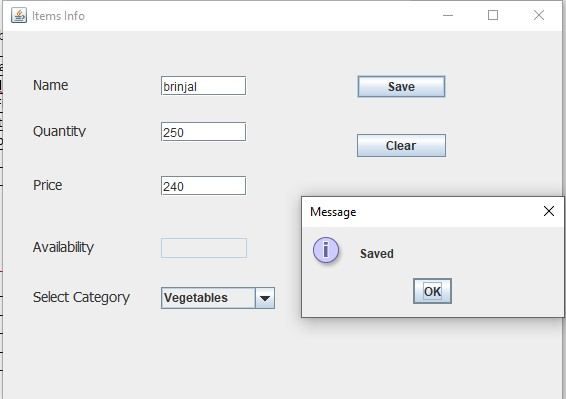 Items Info
Name
brinjal
Save
Quantity
250
Clear
Price
240
Message
Saved
OK
Availability
Select Category
Vegetables